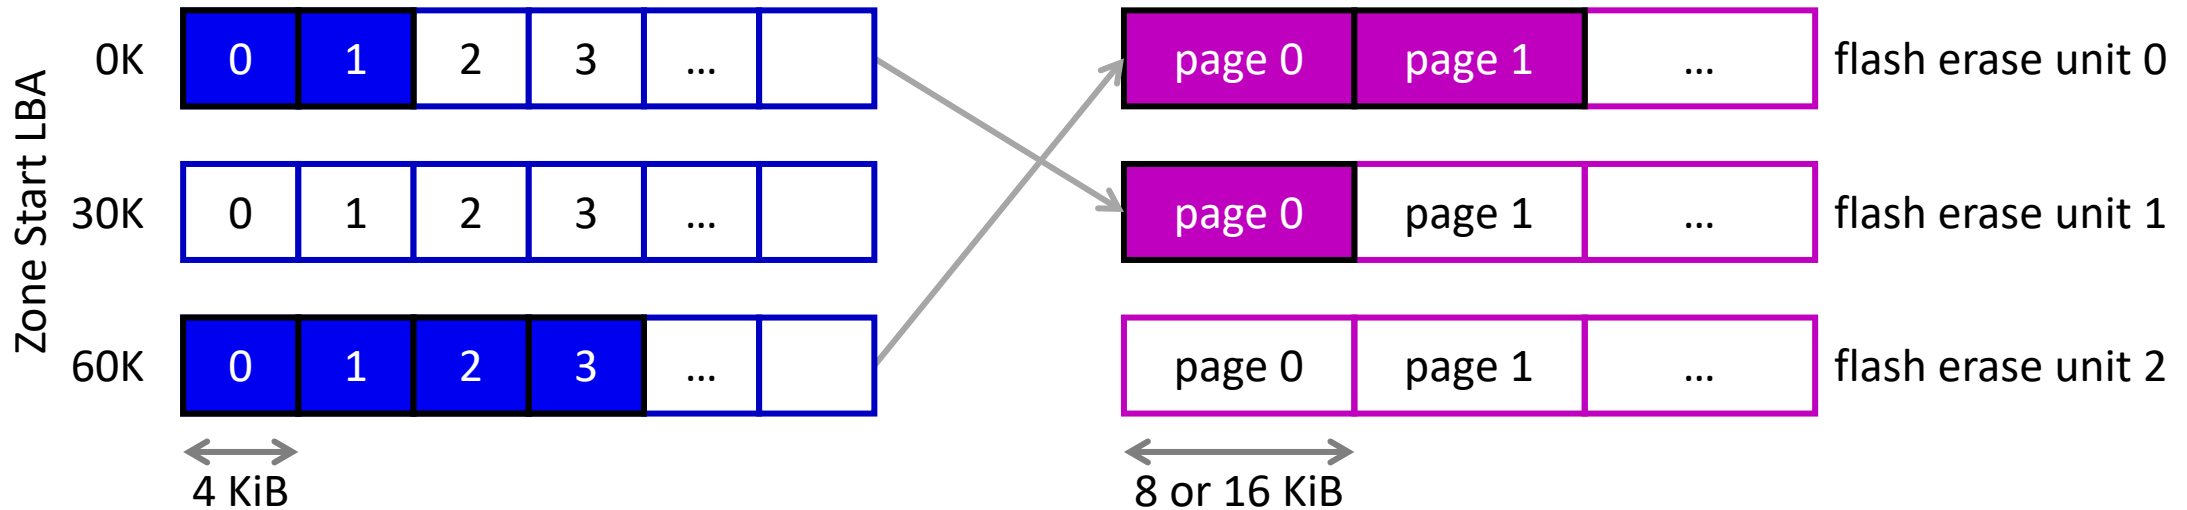 Zone Start LBA
0K 0 1 2 3 ... page 0 page 1 ... flash erase unit 0
30K 0 1 2 3 ... page 0 page 1 ... flash erase unit 1
60K 0 1 2 3 ... page 0 page 1 ... flash erase unit 2
4 KiB 8 or 16 KiB